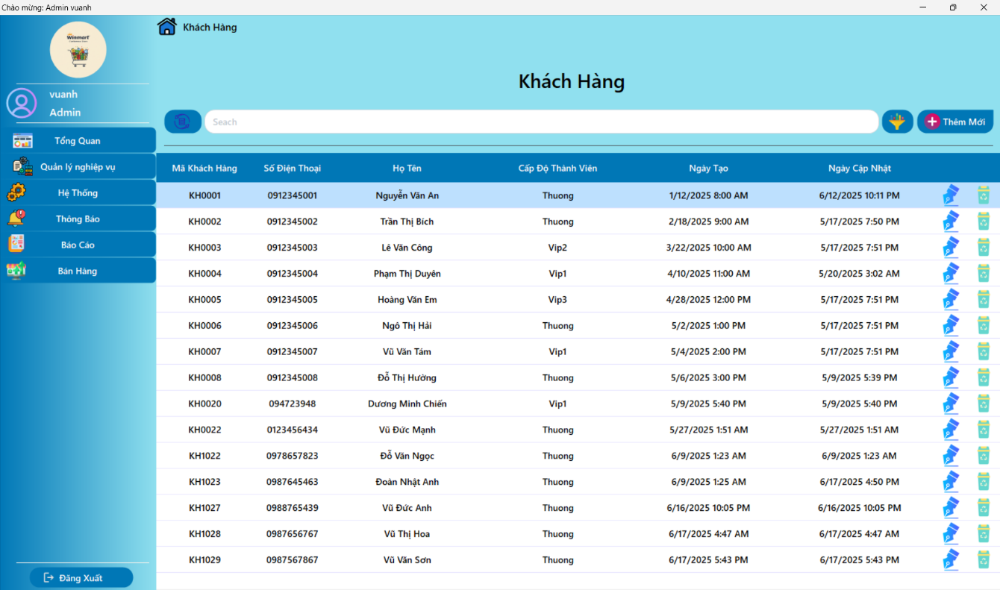 Chào mừng: Admin vuanh
Winmart
Khách Hàng
vuanh
Admin
Tổng Quan
Quản lý nghiệp vụ
Hệ Thống
Thông Báo
Báo Cáo
Bán Hàng
Đăng Xuất
Khách Hàng
Seach
Thêm Mới
Mã Khách Hàng Số Điện Thoại Họ Tên Cấp Độ Thành Viên Ngày Tạo Ngày Cập Nhật
KH0001 0912345001 Nguyễn Văn An Thuong 1/12/2025 8:00 AM 6/12/2025 10:11 PM
KH0002 0912345002 Trần Thị Bích Thuong 2/18/2025 9:00 AM 5/17/2025 7:50 PM
KH0003 0912345003 Lê Văn Công Vip2 3/22/2025 10:00 AM 5/17/2025 7:51 PM
KH0004 0912345004 Phạm Thị Duyên Vip1 4/10/2025 11:00 AM 5/20/2025 3:02 AM
KH0005 0912345005 Hoàng Văn Em Vip3 4/28/2025 12:00 PM 5/17/2025 7:51 PM
KH0006 0912345006 Ngô Thị Hải Thuong 5/2/2025 1:00 PM 5/17/2025 7:51 PM
KH0007 0912345007 Vũ Văn Tám Vip1 5/4/2025 2:00 PM 5/17/2025 7:51 PM
KH0008 0912345008 Đỗ Thị Hường Thuong 5/6/2025 3:00 PM 5/9/2025 5:39 PM
KH0020 094723948 Dương Minh Chiến Vip1 5/9/2025 5:40 PM 5/9/2025 5:40 PM
KH0022 0123456434 Vũ Đức Mạnh Thuong 5/27/2025 1:51 AM 5/27/2025 1:51 AM
KH1022 0978657823 Đỗ Văn Ngọc Thuong 6/9/2025 1:23 AM 6/9/2025 1:23 AM
KH1023 0987645463 Đoàn Nhật Anh Thuong 6/9/2025 1:25 AM 6/17/2025 4:50 PM
KH1027 0988765439 Vũ Đức Anh Thuong 6/16/2025 10:05 PM 6/16/2025 10:05 PM
KH1028 0987656767 Vũ Thị Hoa Thuong 6/17/2025 4:47 AM 6/17/2025 4:47 AM
KH1029 0987567867 Vũ Văn Sơn Thuong 6/17/2025 5:43 PM 6/17/2025 5:43 PM